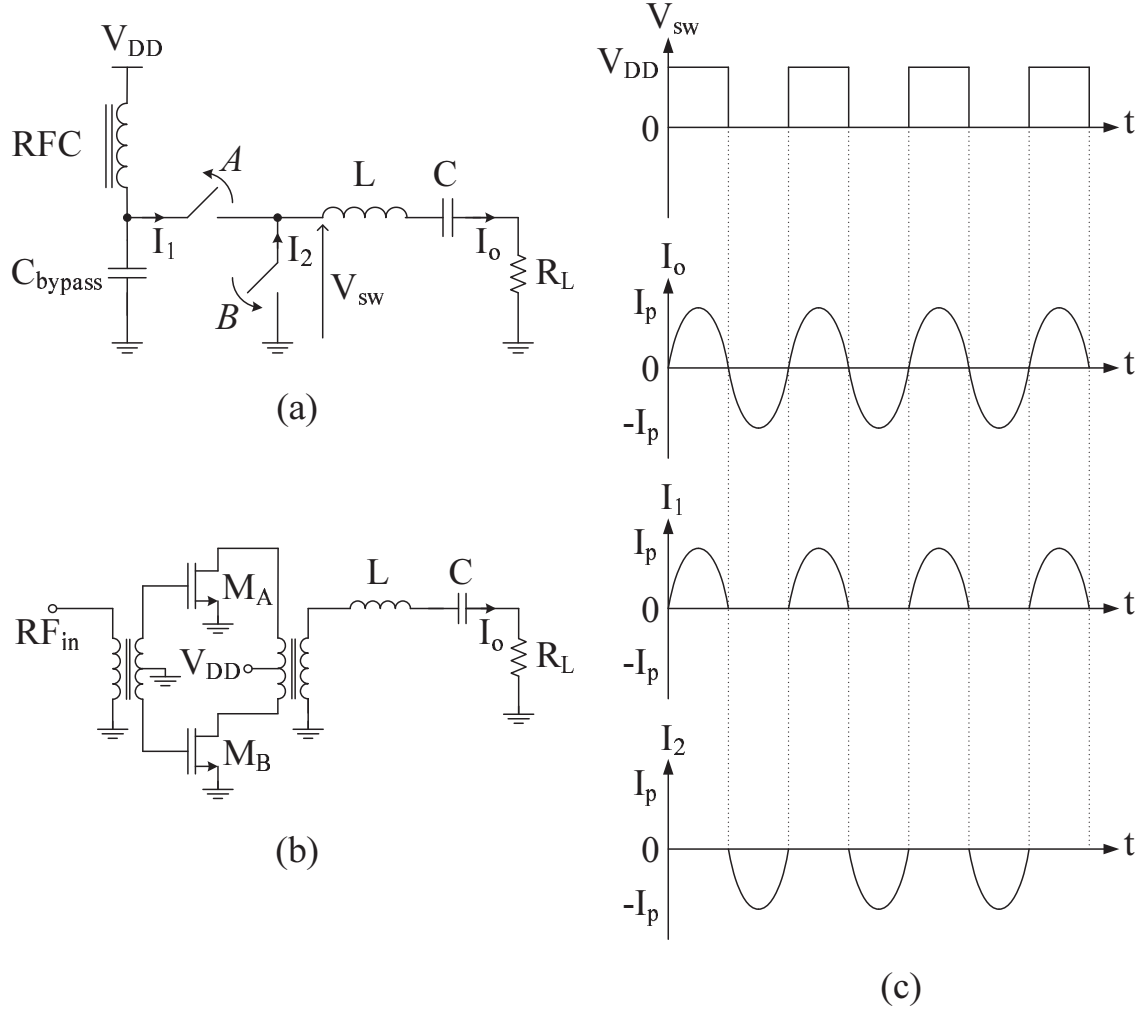 V_DD
RFC
A
L
C
I_1
I_2
I_o
C_bypass
B
V_sw
R_L
(a)
M_A
L
C
RF_in
V_DD
I_o
R_L
M_B
(b)
V_sw
V_DD
0
t
I_o
I_p
0
t
-I_p
I_1
I_p
0
t
-I_p
I_2
I_p
0
t
-I_p
(c)